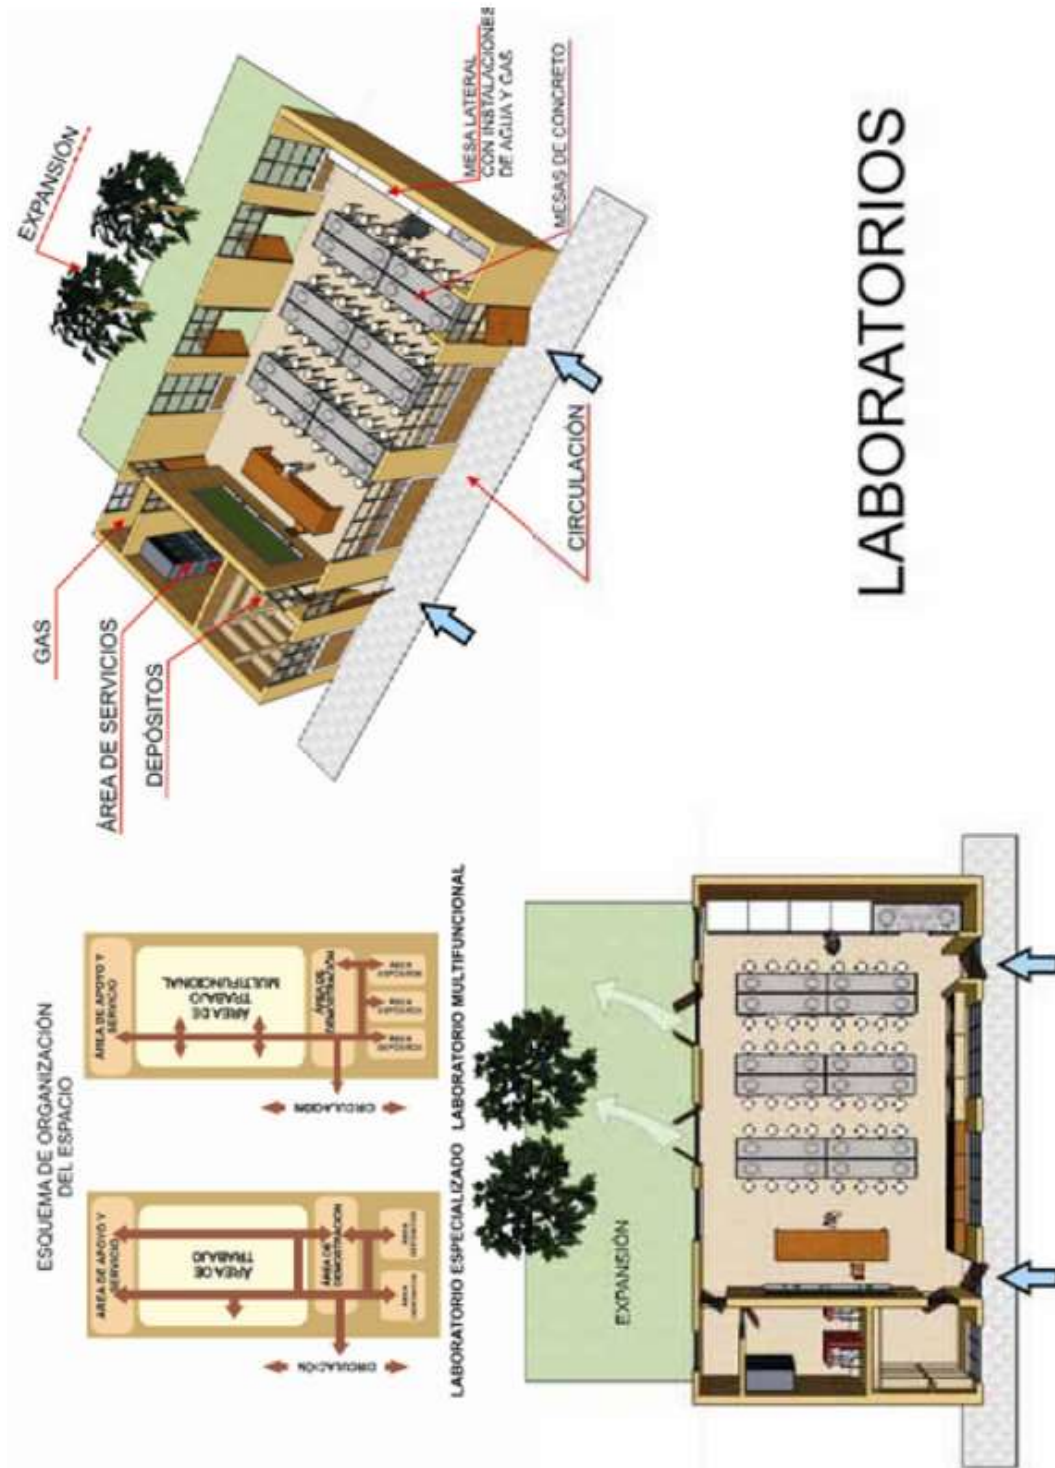 LABORATORIOS
ESQUEMA DE ORGANIZACIÓN
DEL ESPACIO
ÁREA DE APOYO Y
SERVICIO
ÁREA DE
TRABAJO
ÁREA DE
DEMOSTRACIÓN
CIRCULACIÓN
LABORATORIO ESPECIALIZADO
ÁREA DE APOYO Y
SERVICIO
ÁREA DE
TRABAJO
MULTIFUNCIONAL
ÁREA DE
DEMOSTRACIÓN
CIRCULACIÓN
LABORATORIO MULTIFUNCIONAL
GAS
ÁREA DE SERVICIOS
DEPÓSITOS
EXPANSIÓN
MESA LATERAL
CON INSTALACIONES
DE AGUA Y GAS
MESAS DE CONCRETO
CIRCULACIÓN
EXPANSIÓN